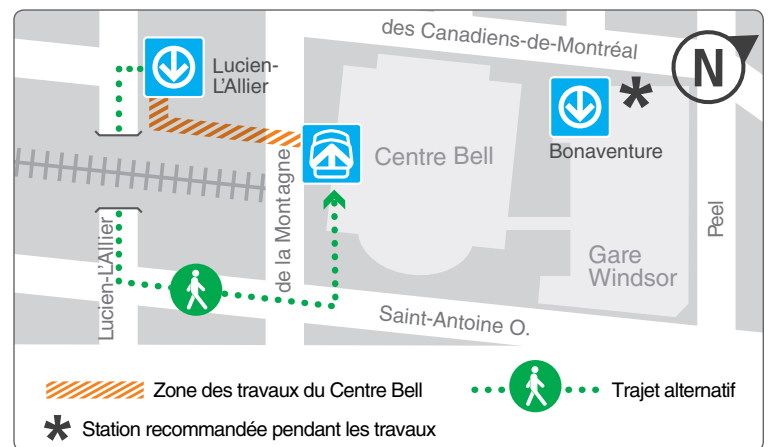 des Canadiens-de-Montréal
N
Lucien-
L'Allier
*
Bonaventure
Centre Bell
de la Montagne
Peel
Lucien-L'Allier
Gare
Windsor
Saint-Antoine O.
Zone des travaux du Centre Bell
Trajet alternatif
* Station recommandée pendant les travaux